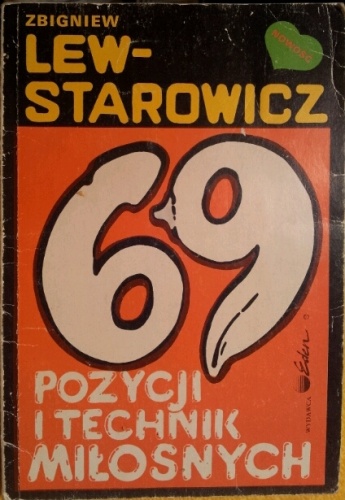 ZBIGNIEW
LEW-
STAROWICZ
NOWOŚĆ
69
WYDAWCA
Eden
POZYCJI
I TECHNIK
MIŁOSNYCH